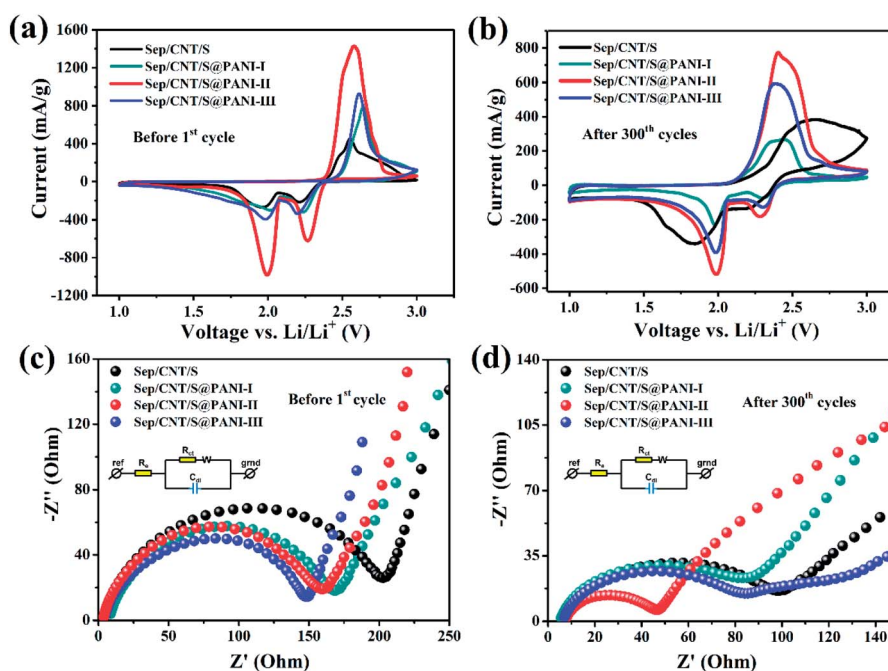 (a)
1600
1200
800
400
0
-400
-800
-1200
Current (mA/g)
Sep/CNT/S
Sep/CNT/S@PANI-I
Sep/CNT/S@PANI-II
Sep/CNT/S@PANI-III
Before 1st cycle
1.0 1.5 2.0 2.5 3.0
Voltage vs. Li/Li+ (V)
(b)
800
600
400
200
0
-200
-400
-600
Current (mA/g)
Sep/CNT/S
Sep/CNT/S@PANI-I
Sep/CNT/S@PANI-II
Sep/CNT/S@PANI-III
After 300th cycles
1.0 1.5 2.0 2.5 3.0
Voltage vs. Li/Li+ (V)
(c)
160
120
80
40
0
-Z'' (Ohm)
Sep/CNT/S
Sep/CNT/S@PANI-I
Sep/CNT/S@PANI-II
Sep/CNT/S@PANI-III
Before 1st cycle
ref Re Rct W Cdl grnd
0 50 100 150 200 250
Z' (Ohm)
(d)
140
105
70
35
0
-Z'' (Ohm)
Sep/CNT/S
Sep/CNT/S@PANI-I
Sep/CNT/S@PANI-II
Sep/CNT/S@PANI-III
After 300th cycles
ref Re Rct W Cdl grnd
0 20 40 60 80 100 120 140
Z' (Ohm)